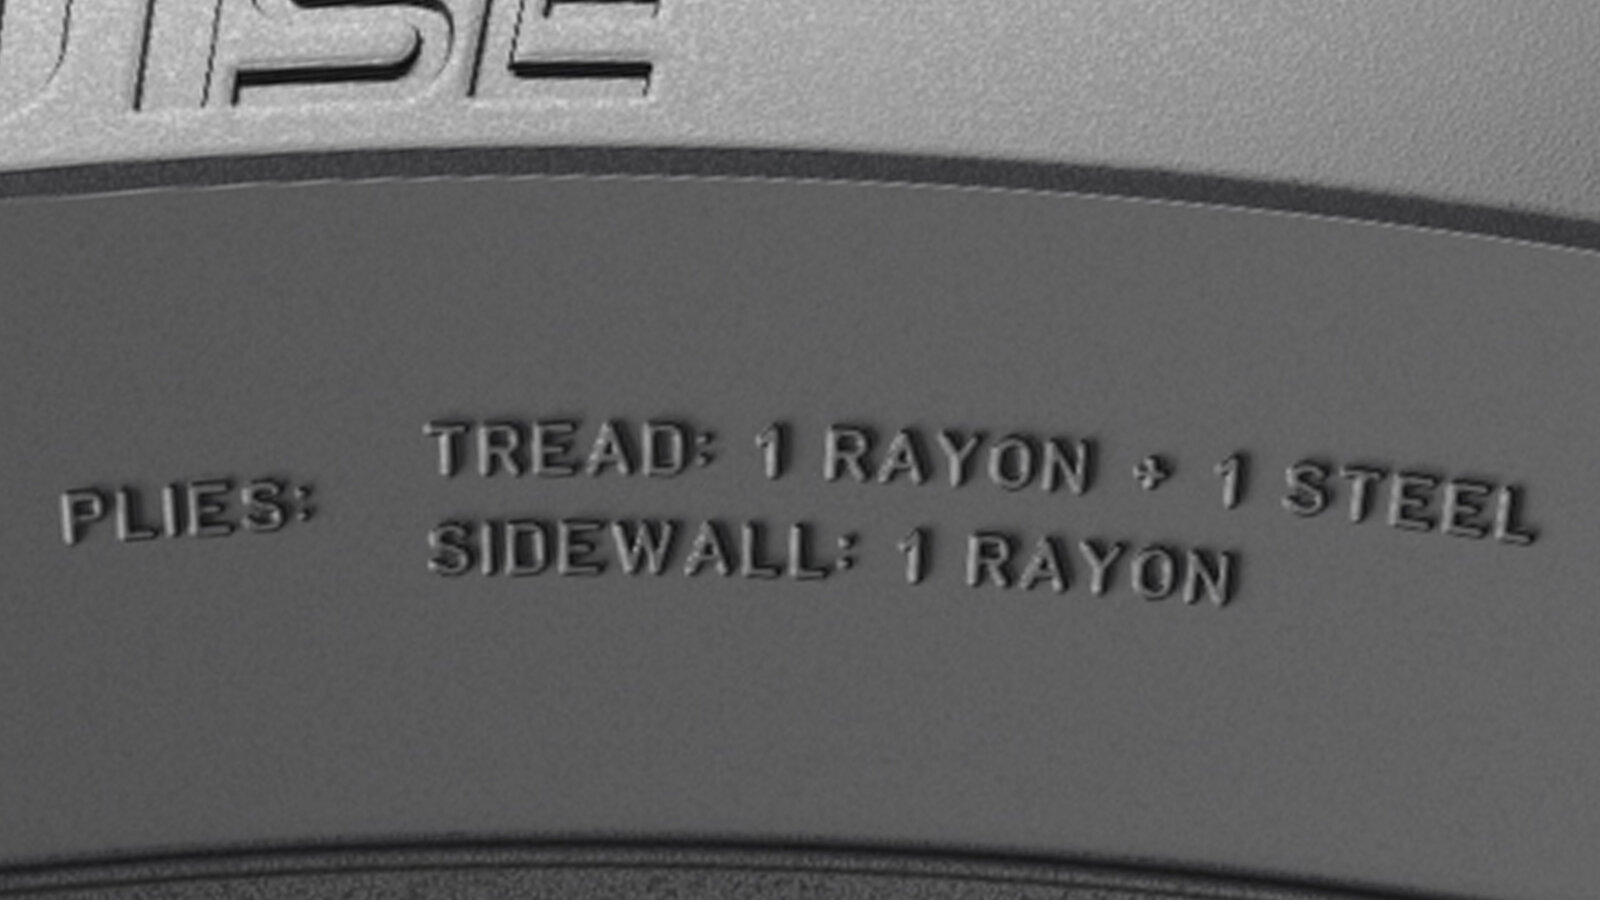 PLIES:
TREAD: 1 RAYON + 1 STEEL
SIDEWALL: 1 RAYON